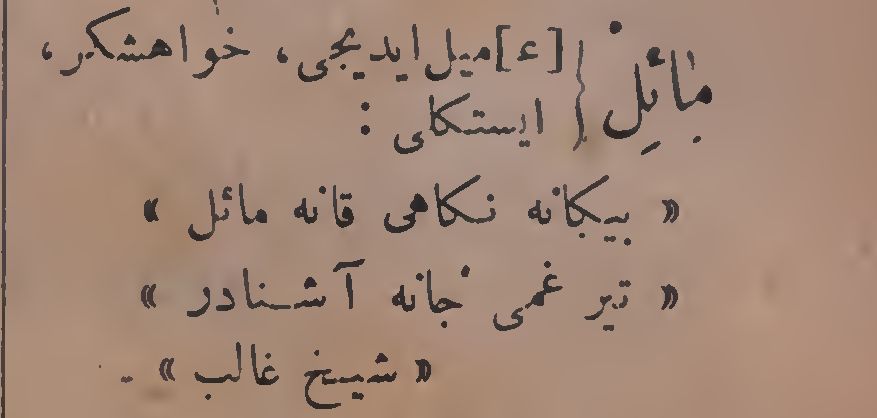 مائِل { [ع] میل ایدیجی، خواهشکر،
ایستکلی :
« بیکانه نکاهی قانه مائل »
« تیر غمی جانه آشنادر »
« شیخ غالب » ـ